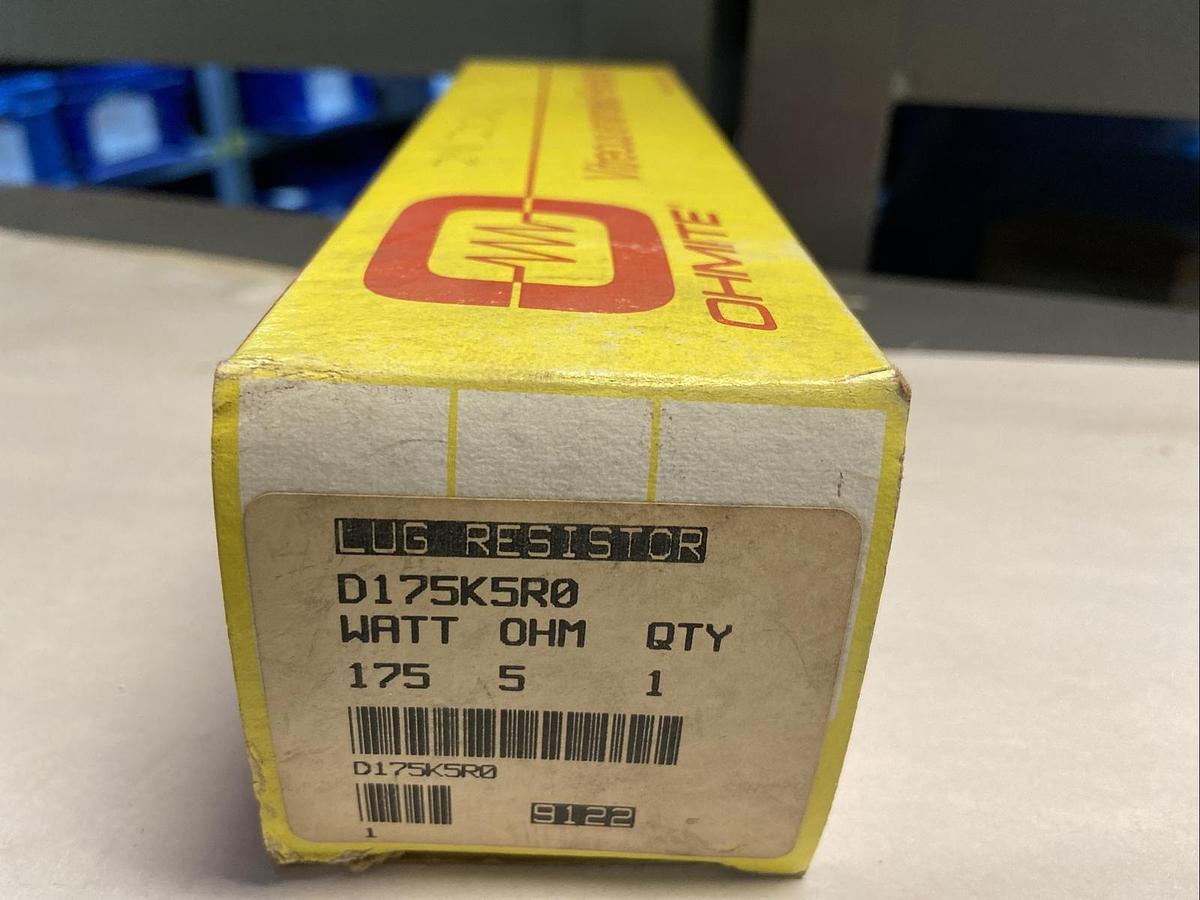 OHMITE
LUG RESISTOR
D175K5R0
WATT OHM QTY
175 5 1
D175K5R0
1
9122